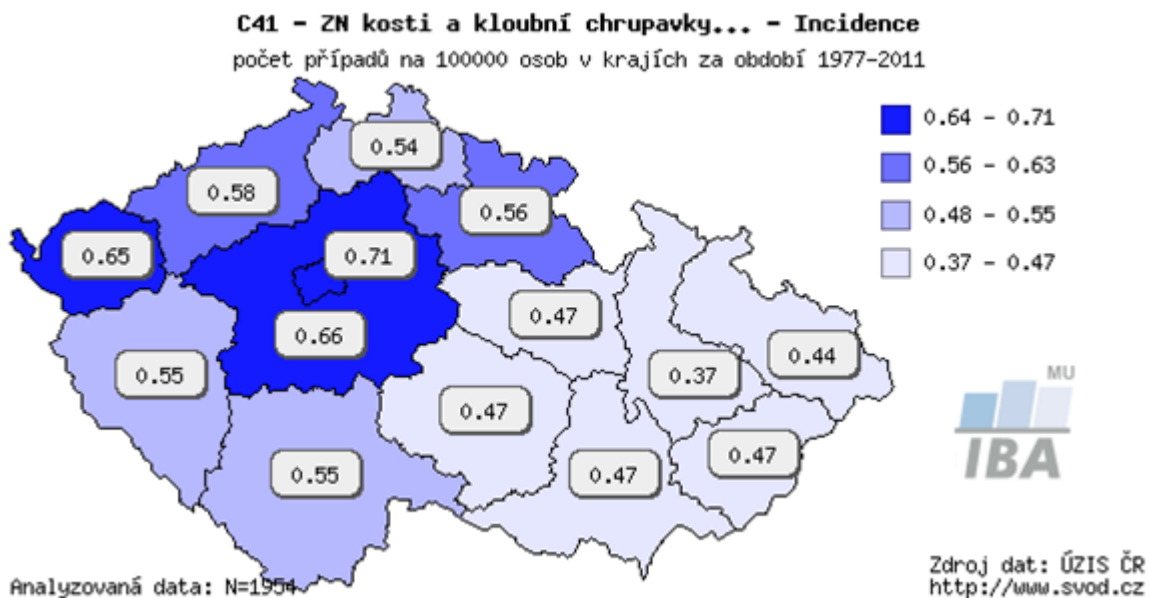 C41 - ZN kosti a kloubní chrupavky... - Incidence
počet případů na 100000 osob v krajích za období 1977-2011
0.64 - 0.71
0.56 - 0.63
0.48 - 0.55
0.37 - 0.47
0.54
0.58
0.56
0.65
0.71
0.47
0.66
0.44
0.55
0.37
0.47
0.47
0.55
0.47
MU
IBA
Analyzovaná data: N=1954
Zdroj dat: ÚZIS ČR
http://www.svod.cz